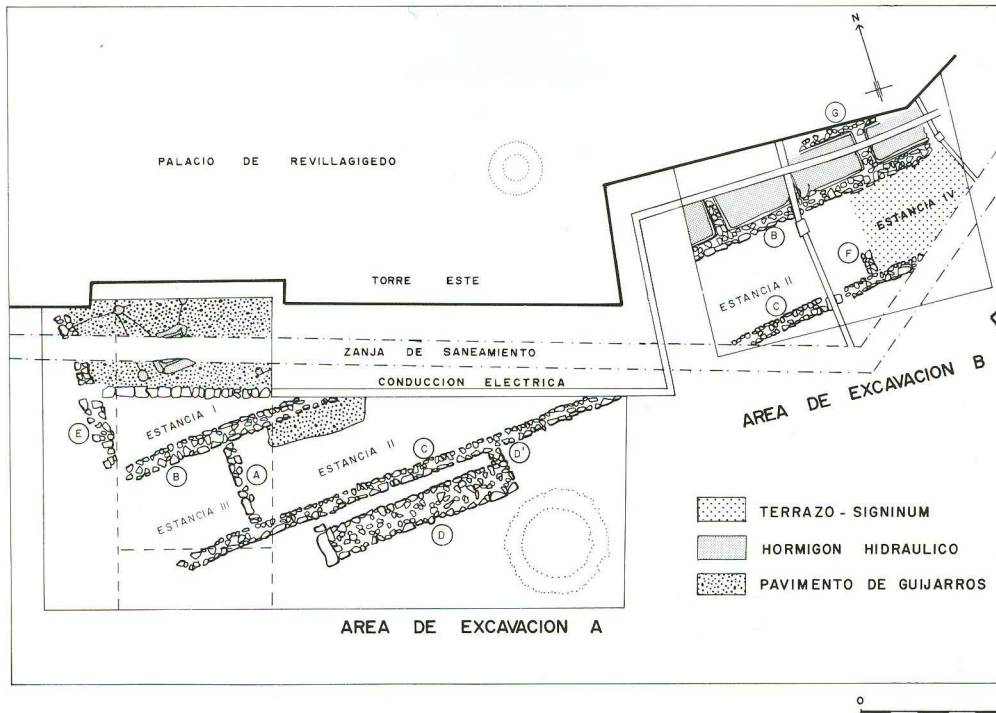 N
G
PALACIO DE REVILLAGIGEDO
ESTANCIA IV
B
F
TORRE ESTE
ESTANCIA II
C
ZANJA DE SANEAMIENTO
CONDUCCION ELECTRICA
AREA DE EXCAVACION B
E
ESTANCIA I
B
A
ESTANCIA II
C
D'
ESTANCIA III
D
TERRAZO - SIGNINUM
HORMIGON HIDRAULICO
PAVIMENTO DE GUIJARROS
AREA DE EXCAVACION A
0